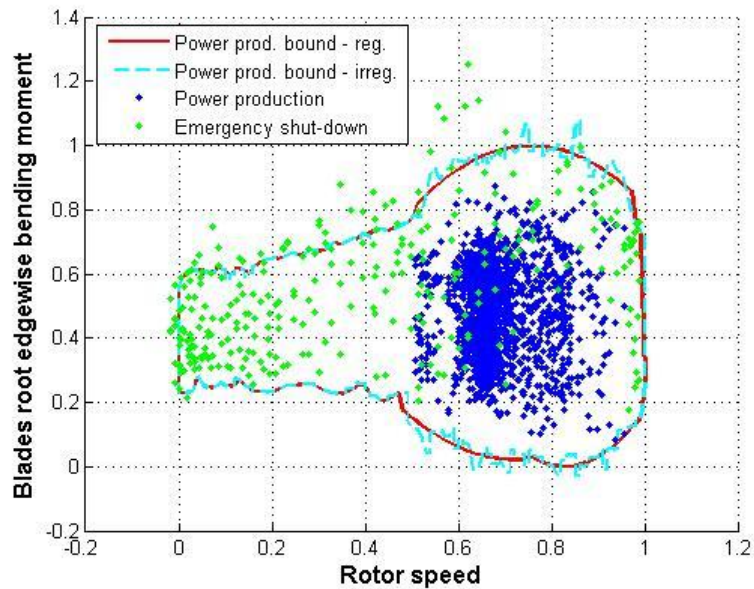 1.4
1.2
1
0.8
0.6
0.4
0.2
0
-0.2
Blades root edgewise bending moment
Power prod. bound - reg.
Power prod. bound - irreg.
Power production
Emergency shut-down
-0.2 0 0.2 0.4 0.6 0.8 1 1.2
Rotor speed